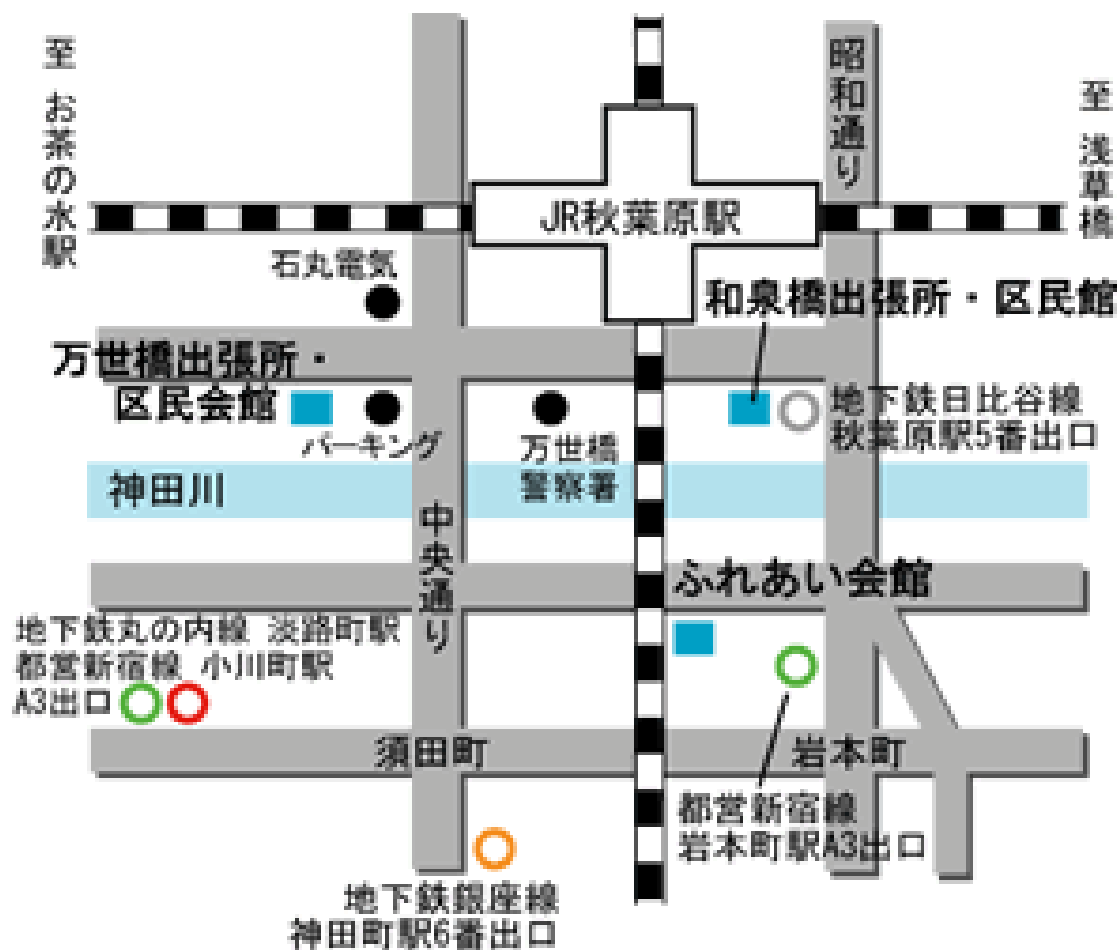 至 お茶の水駅
昭和通り
至 浅草橋
JR秋葉原駅
石丸電気
和泉橋出張所・区民館
万世橋出張所・
区民会館
パーキング
万世橋
警察署
地下鉄日比谷線
秋葉原駅5番出口
神田川
中央通り
ふれあい会館
地下鉄丸の内線 淡路町駅
都営新宿線 小川町駅
A3出口
須田町
岩本町
都営新宿線
岩本町駅A3出口
地下鉄銀座線
神田町駅6番出口